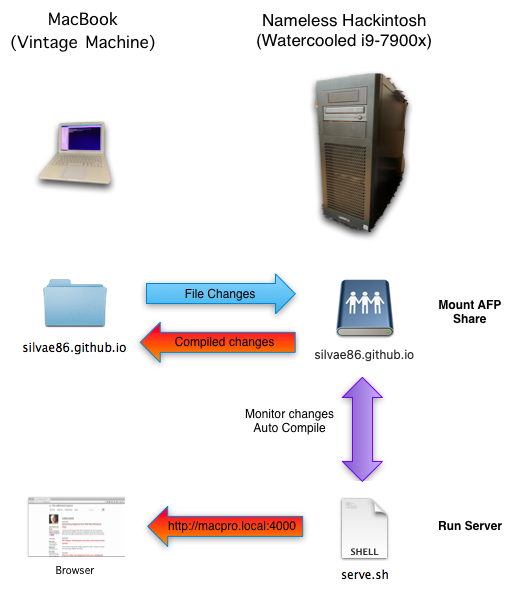 MacBook
(Vintage Machine)
Nameless Hackintosh
(Watercooled i9-7900x)
File Changes
Compiled changes
silvae86.github.io
silvae86.github.io
Mount AFP
Share
Monitor changes
Auto Compile
http://macpro.local:4000
Browser
SHELL
serve.sh
Run Server